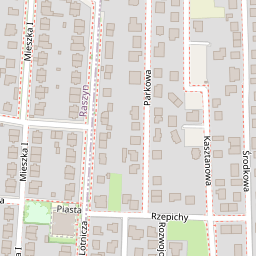 Mieszka I
Raszyn
Parkowa
Mieszka I
Kasztanowa
Środkowa
Piasta
Rzepichy
Lotnicza